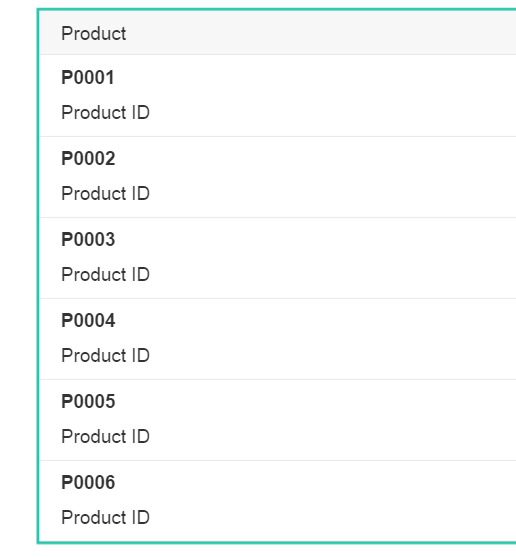 Product
P0001
Product ID
P0002
Product ID
P0003
Product ID
P0004
Product ID
P0005
Product ID
P0006
Product ID